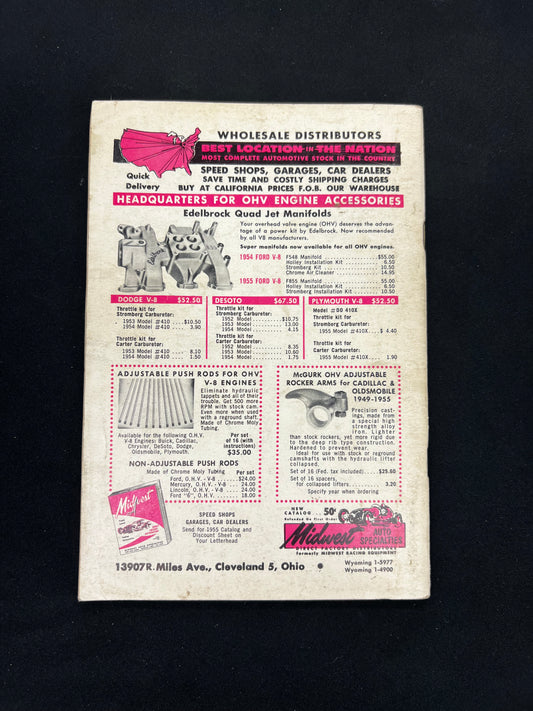 WHOLESALE DISTRIBUTORS
BEST LOCATION-IN-THE NATION
MOST COMPLETE AUTOMOTIVE STOCK IN THE COUNTRY
Quick
Delivery
SPEED SHOPS, GARAGES, CAR DEALERS
SAVE TIME AND COSTLY SHIPPING CHARGES
BUY AT CALIFORNIA PRICES F.O.B. OUR WAREHOUSE
HEADQUARTERS FOR OHV ENGINE ACCESSORIES
Edelbrock Quad Jet Manifolds
Your overhead valve engine (OHV) deserves the advan-
tage of a power kit by Edelbrock. Now recommended
by all V8 manufacturers.
Super manifolds now available for all OHV engines.
1954 FORD V-8 F548 Manifold $55.00
Holley Installation Kit 6.50
Stromberg Kit 10.50
Chrome Air Cleaner 14.95
1955 FORD V-8 F855 Manifold 55.00
Holley Installation Kit 6.50
Stromberg Kit 10.50
DODGE V-8 $52.50
Throttle kit for
Stromberg Carburetor:
1953 Model #410 $10.50
1954 Model #410 3.90
Throttle kit for
Carter Carburetor:
1953 Model #410 8.10
1954 Model #410 1.50
DESOTO $67.50
Throttle kit for
Stromberg Carburetor:
1952 Model $10.75
1953 Model 13.00
1954 Model 4.15
Throttle kit for
Carter Carburetor:
1952 Model 8.35
1953 Model 10.60
1954 Model 1.75
PLYMOUTH V-8 $52.50
Model #DO 410X
Throttle kit for
Stromberg Carburetor:
1955 Model #410X $ 4.40
Throttle kit for
Carter Carburetor:
1955 Model #410X 1.90
ADJUSTABLE PUSH RODS FOR OHV
V-8 ENGINES
Eliminate hydraulic
tappets and all of their
trouble. Get 500 more
RPM with stock cam.
Even more when used
with a reground shaft.
Made of Chrome Moly
Tubing.
Available for the following O.H.V.
V-8 Engines: Buick, Cadillac,
Chrysler, DeSoto, Dodge,
Oldsmobile, Plymouth.
Per set
of 16 (with
instructions)
$35.00
NON-ADJUSTABLE PUSH RODS
Made of Chrome Moly Tubing Per set
Ford, O.H.V. - V-8 $24.00
Mercury, O.H.V. - V-8 24.00
Lincoln, O.H.V. - V-8 24.00
Ford "6", O.H.V. 18.00
McGURK OHV ADJUSTABLE
ROCKER ARMS for CADILLAC &
OLDSMOBILE
1949-1955
Precision cast-
ings, made from
a special high
strength alloy
iron. Lighter
than stock rockers, yet more rigid due
to the deep rib type construction.
Hardened to prevent wear.
Ideal for use with stock or reground
camshafts with the hydraulic lifter
collapsed.
Set of 16 (Fed. tax included) $25.60
Set of 16 spacers,
for collapsed lifters 3.20
Specify year when ordering
Midwest
SPEED SHOPS
GARAGES, CAR DEALERS
Send for 1955 Catalog and
Discount Sheet on
Your Letterhead
NEW
CATALOG 50¢
Refunded On First Order
Midwest
AUTO
SPECIALTIES
DIRECT FACTORY DISTRIBUTORS
Formerly MIDWEST RACING EQUIPMENT
13907R. Miles Ave., Cleveland 5, Ohio •
Wyoming 1-5977
Wyoming 1-4900